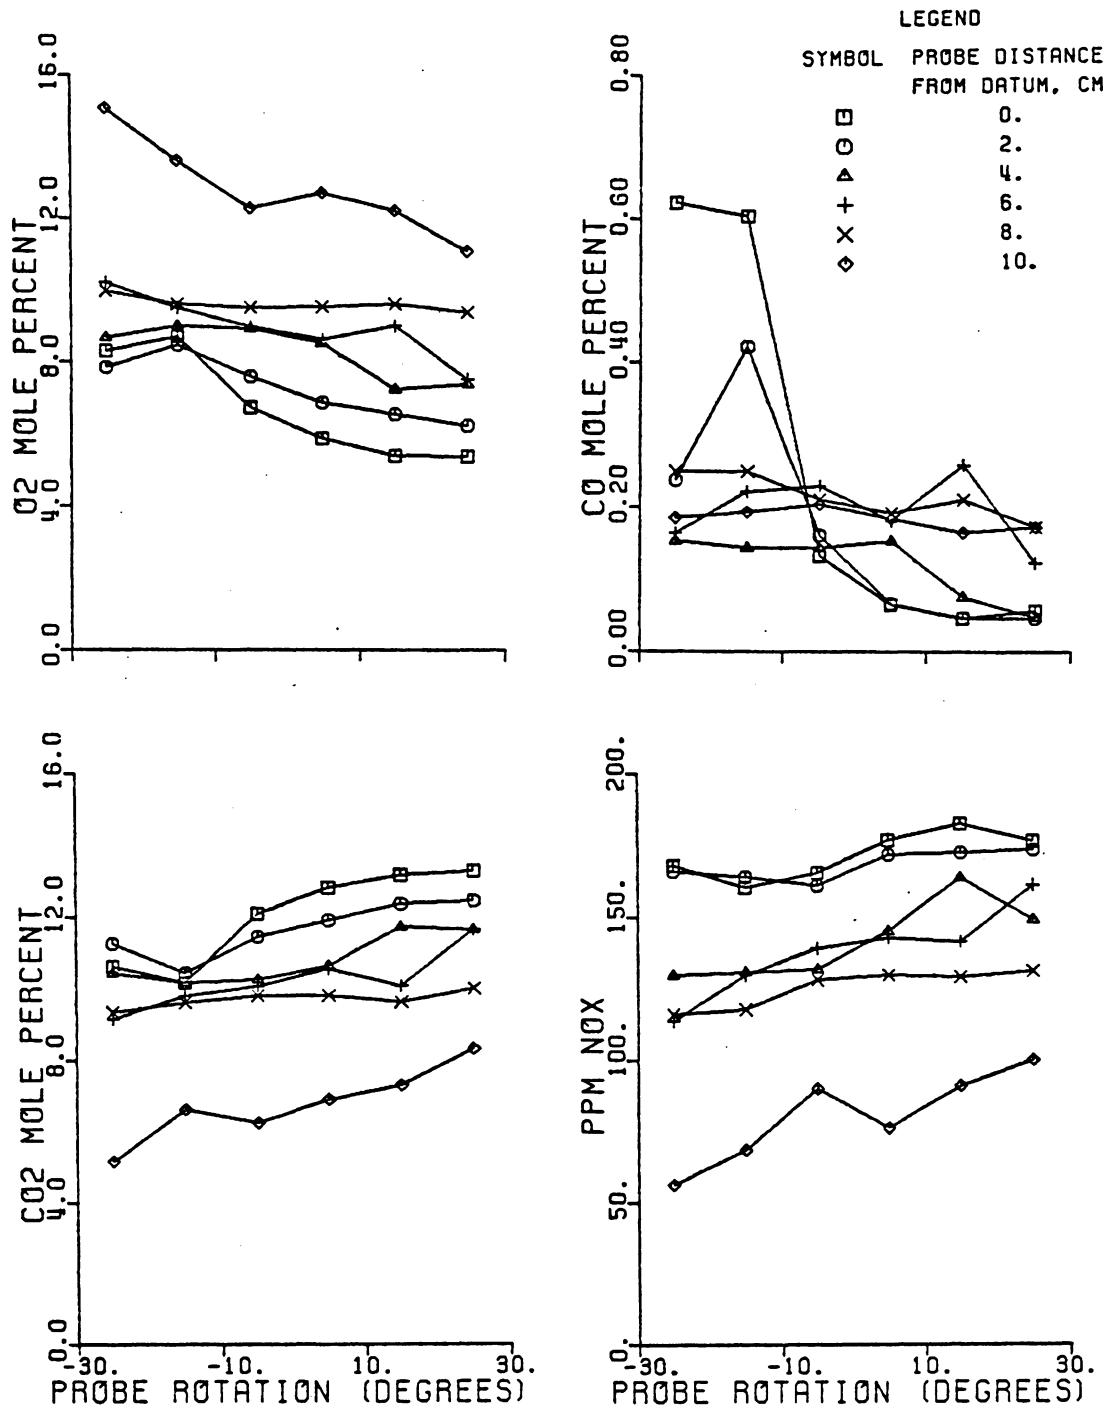 LEGEND
SYMBOL PROBE DISTANCE
FROM DATUM, CM
0.
2.
4.
6.
8.
10.
16.0
12.0
8.0
4.0
0.0
O2 MOLE PERCENT
0.80
0.60
0.40
0.20
0.00
CO MOLE PERCENT
16.0
12.0
8.0
4.0
0.0
CO2 MOLE PERCENT
-30. -10. 10. 30.
PROBE ROTATION (DEGREES)
200.
150.
100.
50.
0.
PPM NOX
-30. -10. 10. 30.
PROBE ROTATION (DEGREES)